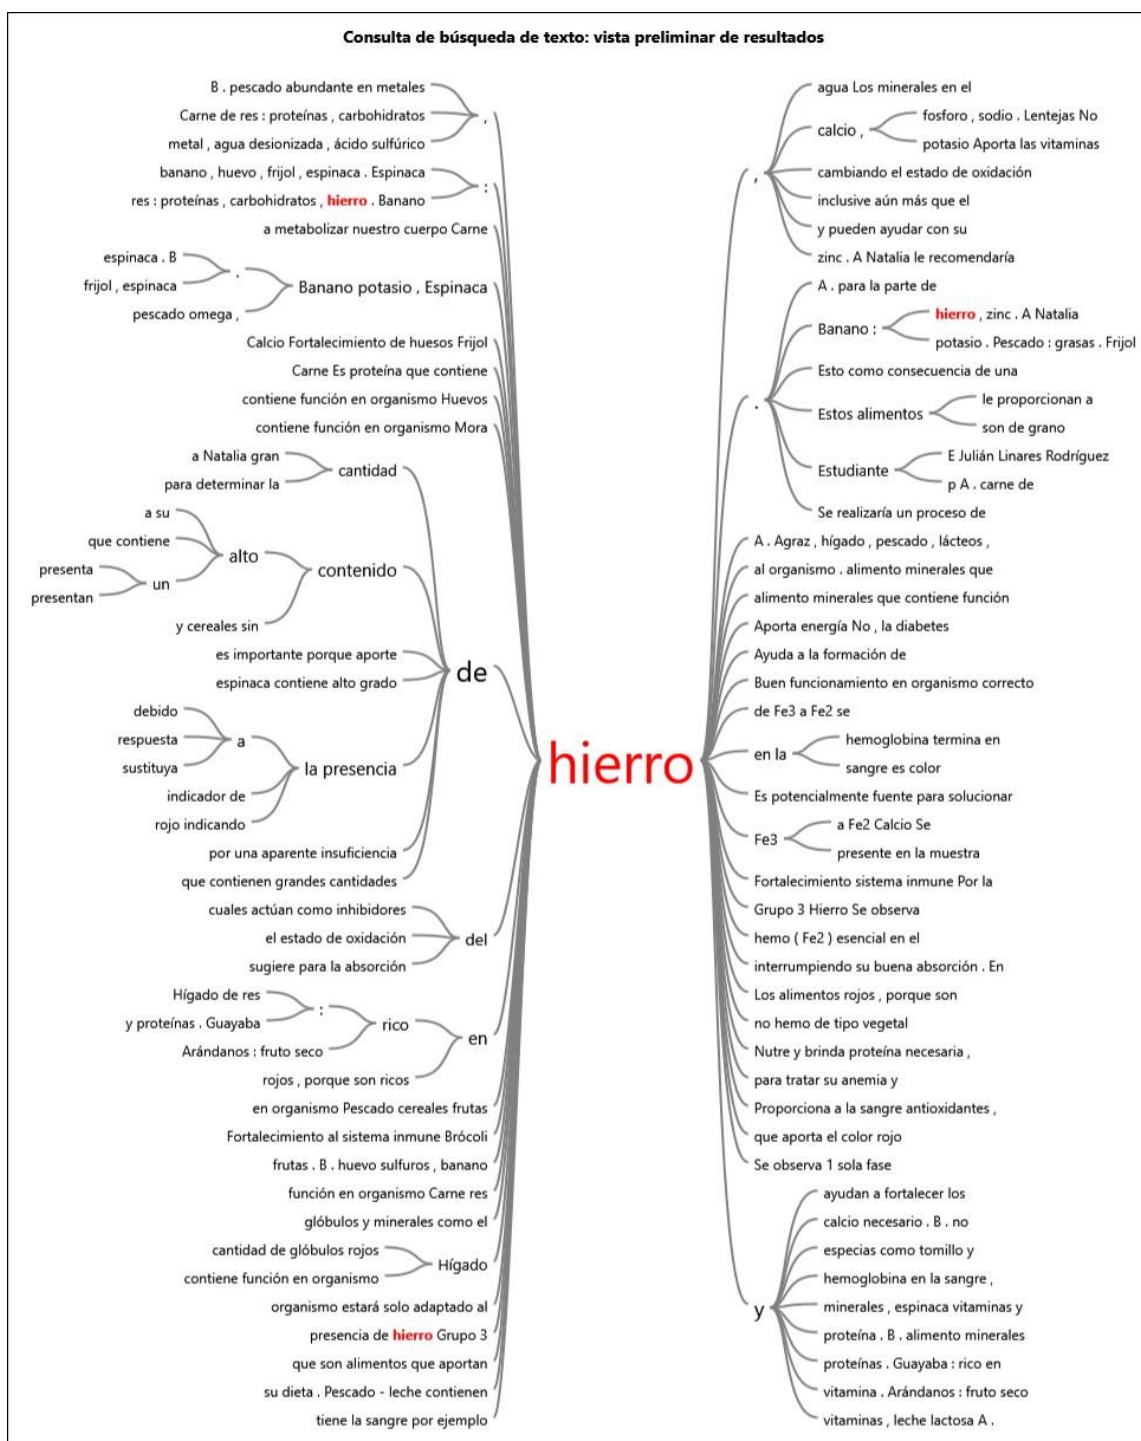 Consulta de búsqueda de texto: vista preliminar de resultados
B . pescado abundante en metales
Carne de res : proteínas , carbohidratos
metal , agua desionizada , ácido sulfúrico
,
banano , huevo , frijol , espinaca . Espinaca
res : proteínas , carbohidratos , hierro . Banano
:
a metabolizar nuestro cuerpo Carne
espinaca . B
frijol , espinaca
.
pescado omega ,
Banano potasio , Espinaca
Calcio Fortalecimiento de huesos Frijol
Carne Es proteína que contiene
contiene función en organismo Huevos
contiene función en organismo Mora
a Natalia gran
para determinar la
cantidad
a su
que contiene
presenta
presentan
un
alto
y cereales sin
contenido
es importante porque aporte
espinaca contiene alto grado
de
debido
respuesta
sustituya
a
indicador de
rojo indicando
la presencia
por una aparente insuficiencia
que contienen grandes cantidades
cuales actúan como inhibidores
el estado de oxidación
sugiere para la absorción
del
Hígado de res
y proteínas . Guayaba
:
Arándanos : fruto seco
rico
rojos , porque son ricos
en
en organismo Pescado cereales frutas
Fortalecimiento al sistema inmune Brócoli
frutas . B . huevo sulfuros , banano
función en organismo Carne res
glóbulos y minerales como el
cantidad de glóbulos rojos
contiene función en organismo
Hígado
organismo estará solo adaptado al
presencia de hierro Grupo 3
que son alimentos que aportan
su dieta . Pescado - leche contienen
tiene la sangre por ejemplo
hierro
,
agua Los minerales en el
calcio ,
fosforo , sodio . Lentejas No
potasio Aporta las vitaminas
cambiando el estado de oxidación
inclusive aún más que el
y pueden ayudar con su
zinc . A Natalia le recomendaría
.
A . para la parte de
Banano :
hierro , zinc . A Natalia
potasio . Pescado : grasas . Frijol
Esto como consecuencia de una
Estos alimentos
le proporcionan a
son de grano
Estudiante
E Julián Linares Rodríguez
p A . carne de
Se realizaría un proceso de
A . Agraz , hígado , pescado , lácteos ,
al organismo . alimento minerales que
alimento minerales que contiene función
Aporta energía No , la diabetes
Ayuda a la formación de
Buen funcionamiento en organismo correcto
de Fe3 a Fe2 se
en la
hemoglobina termina en
sangre es color
Es potencialmente fuente para solucionar
Fe3
a Fe2 Calcio Se
presente en la muestra
Fortalecimiento sistema inmune Por la
Grupo 3 Hierro Se observa
hemo ( Fe2 ) esencial en el
interrumpiendo su buena absorción . En
Los alimentos rojos , porque son
no hemo de tipo vegetal
Nutre y brinda proteína necesaria ,
para tratar su anemia y
Proporciona a la sangre antioxidantes ,
que aporta el color rojo
Se observa 1 sola fase
y
ayudan a fortalecer los
calcio necesario . B . no
especias como tomillo y
hemoglobina en la sangre ,
minerales , espinaca vitaminas y
proteína . B . alimento minerales
proteínas . Guayaba : rico en
vitamina . Arándanos : fruto seco
vitaminas , leche lactosa A .